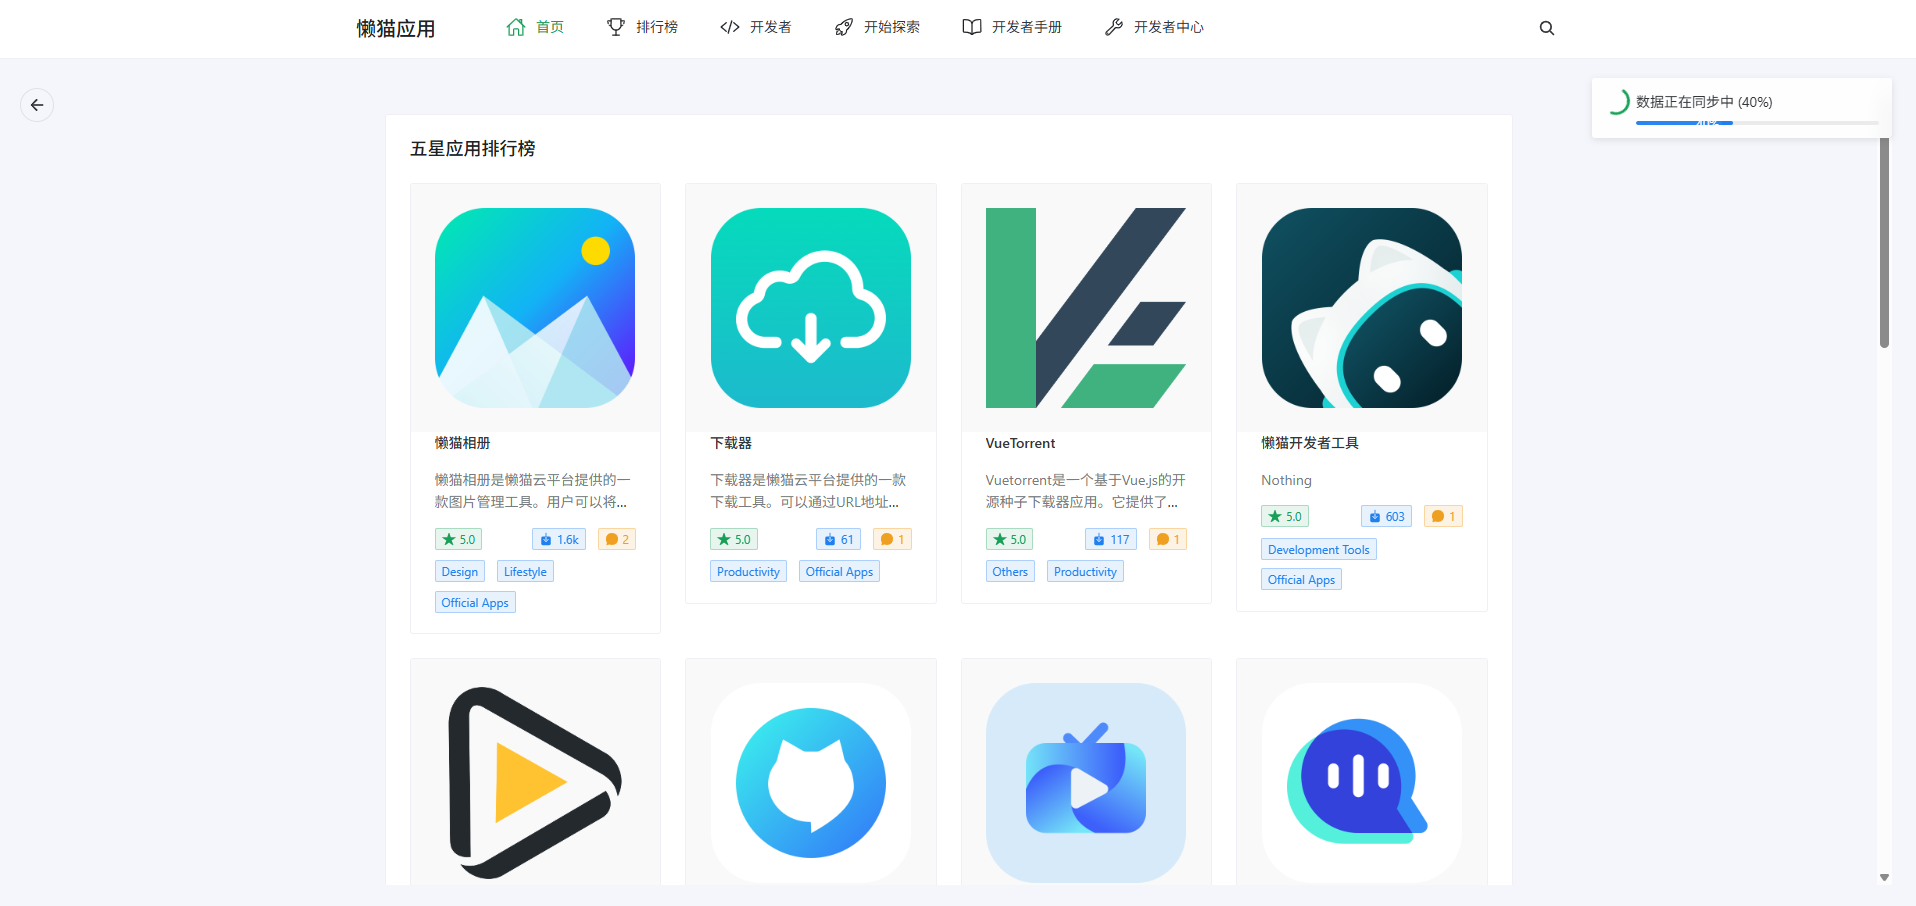 懒猫应用
首页
排行榜
开发者
开始探索
开发者手册
开发者中心
数据正在同步中 (40%)
五星应用排行榜
懒猫相册
懒猫相册是懒猫云平台提供的一
款图片管理工具。用户可以将...
5.0
1.6k
2
Design
Lifestyle
Official Apps
下载器
下载器是懒猫云平台提供的一款
下载工具。可以通过URL地址...
5.0
61
1
Productivity
Official Apps
VueTorrent
Vuetorrent是一个基于Vue.js的开
源种子下载器应用。它提供了...
5.0
117
1
Others
Productivity
懒猫开发者工具
Nothing
5.0
603
1
Development Tools
Official Apps